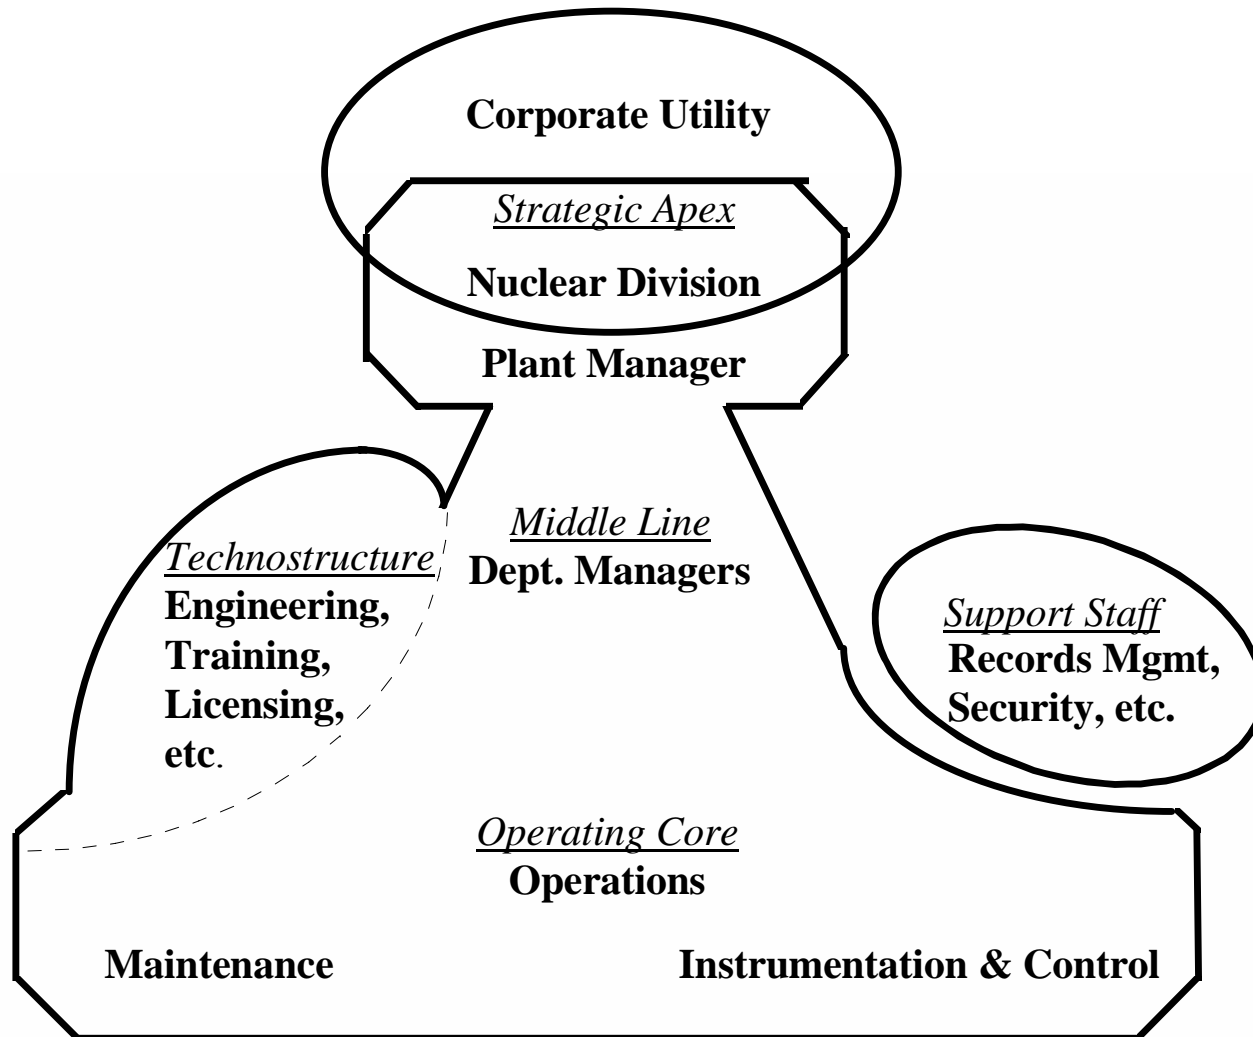 Corporate Utility
Strategic Apex
Nuclear Division
Plant Manager
Middle Line
Dept. Managers
Technostructure
Engineering,
Training,
Licensing,
etc.
Support Staff
Records Mgmt,
Security, etc.
Operating Core
Operations
Maintenance
Instrumentation & Control